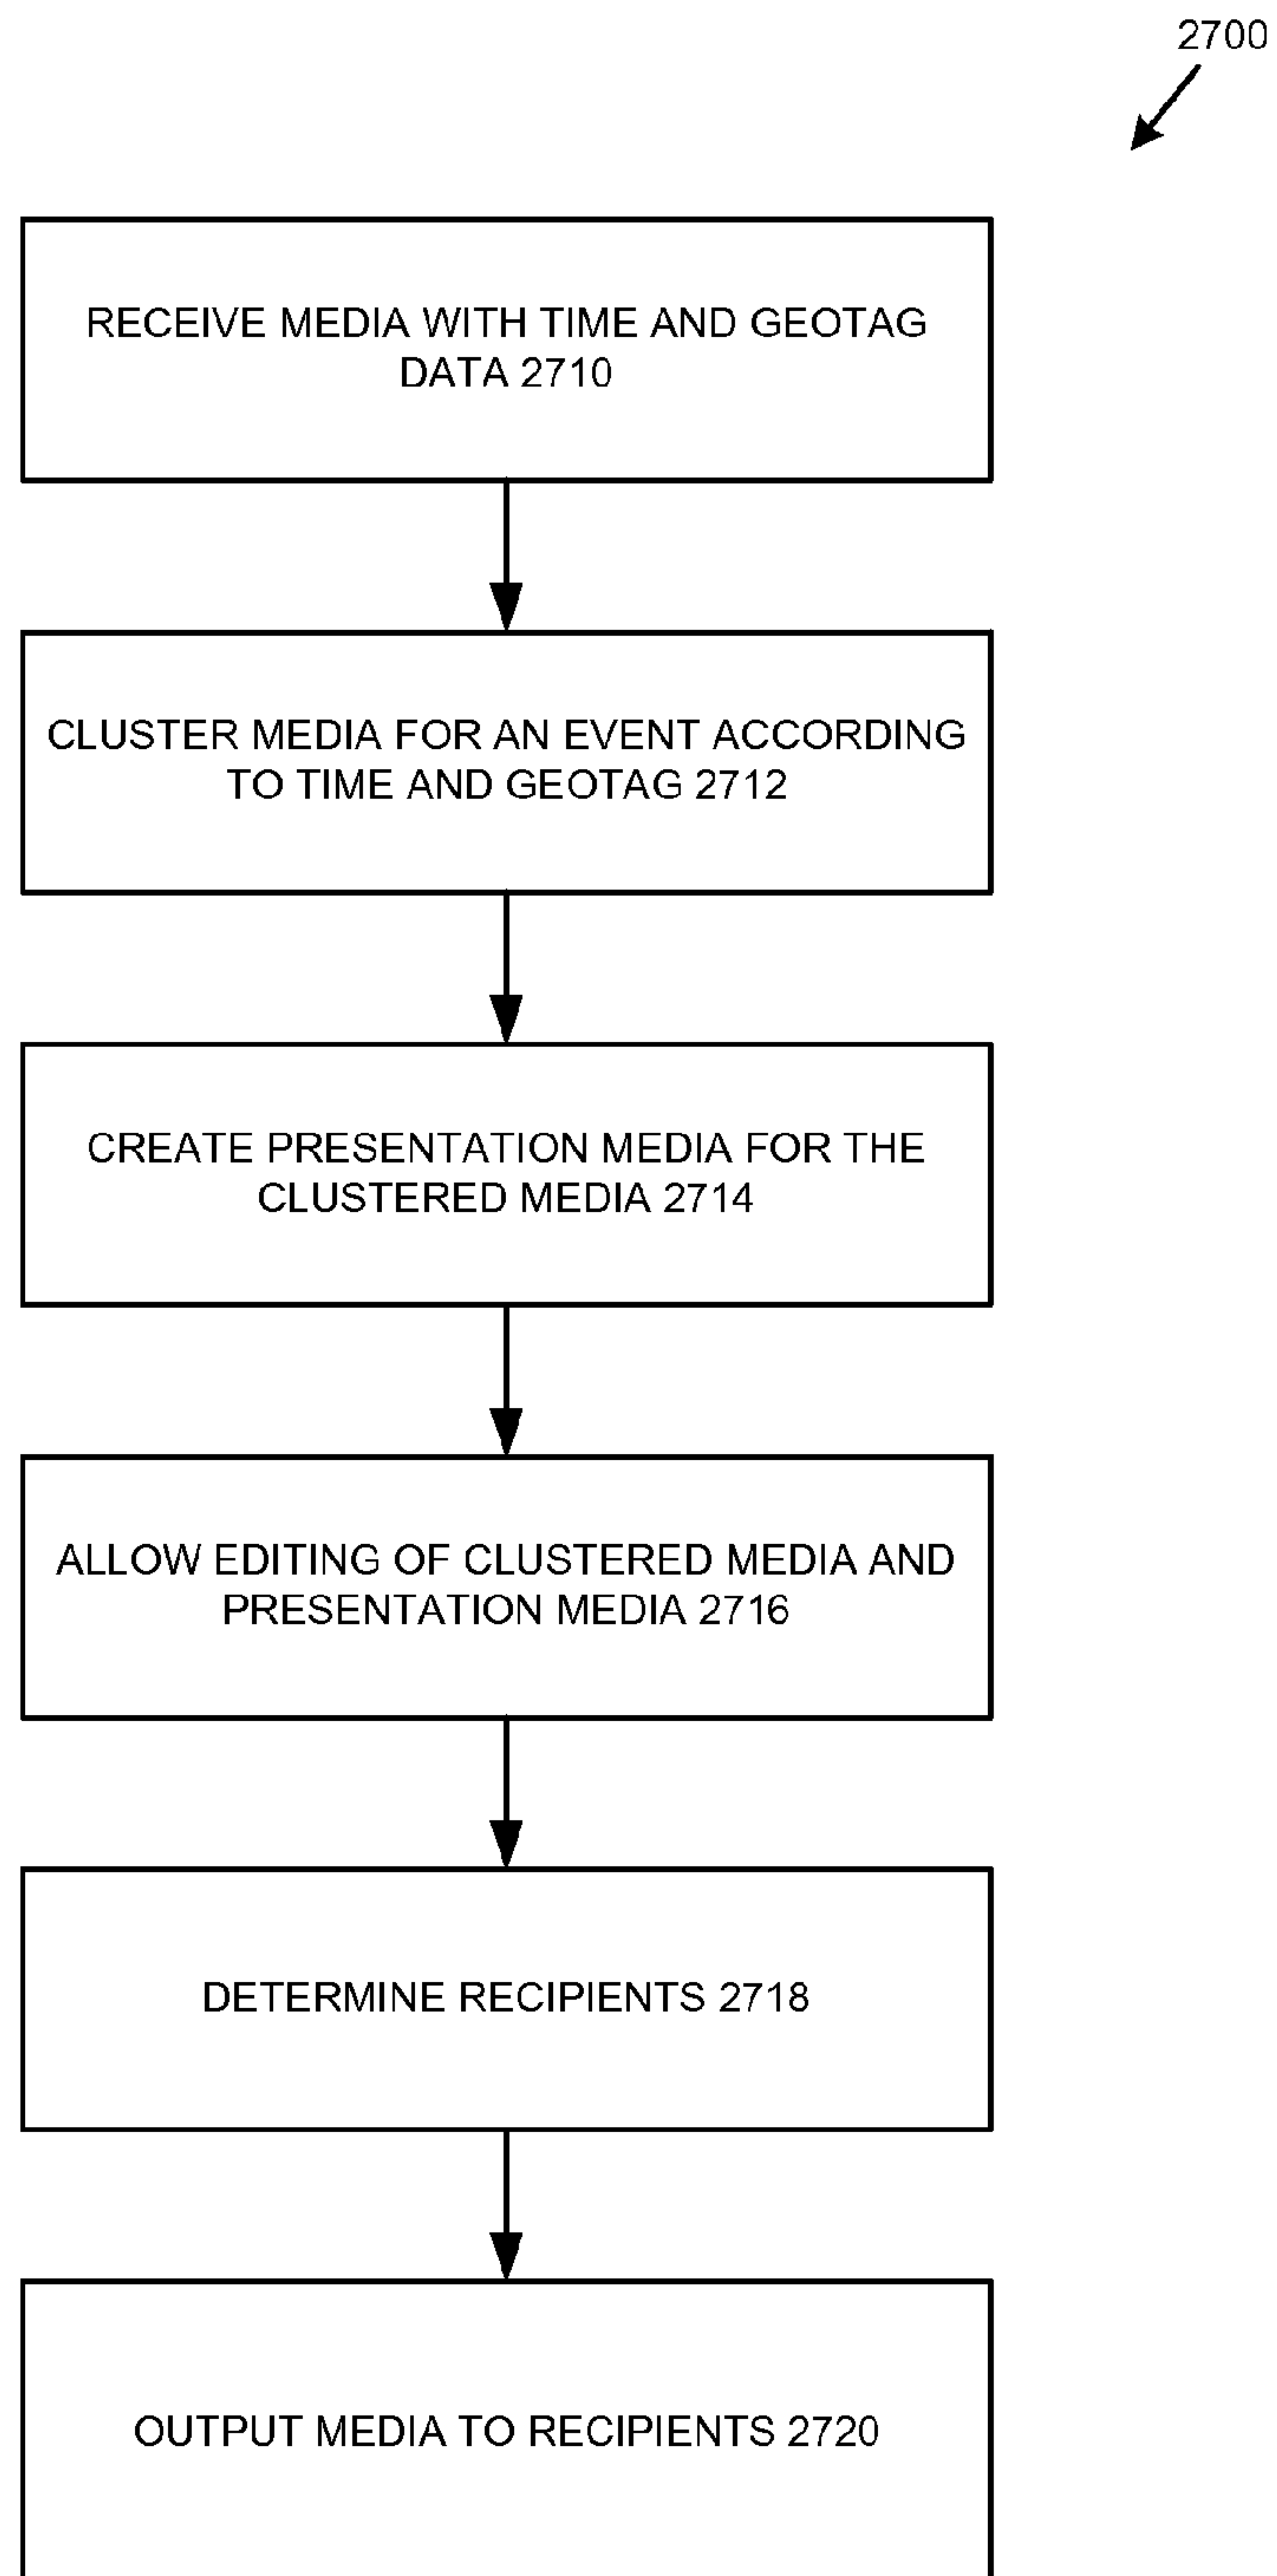 2700
RECEIVE MEDIA WITH TIME AND GEOTAG
DATA 2710
CLUSTER MEDIA FOR AN EVENT ACCORDING
TO TIME AND GEOTAG 2712
CREATE PRESENTATION MEDIA FOR THE
CLUSTERED MEDIA 2714
ALLOW EDITING OF CLUSTERED MEDIA AND
PRESENTATION MEDIA 2716
DETERMINE RECIPIENTS 2718
OUTPUT MEDIA TO RECIPIENTS 2720